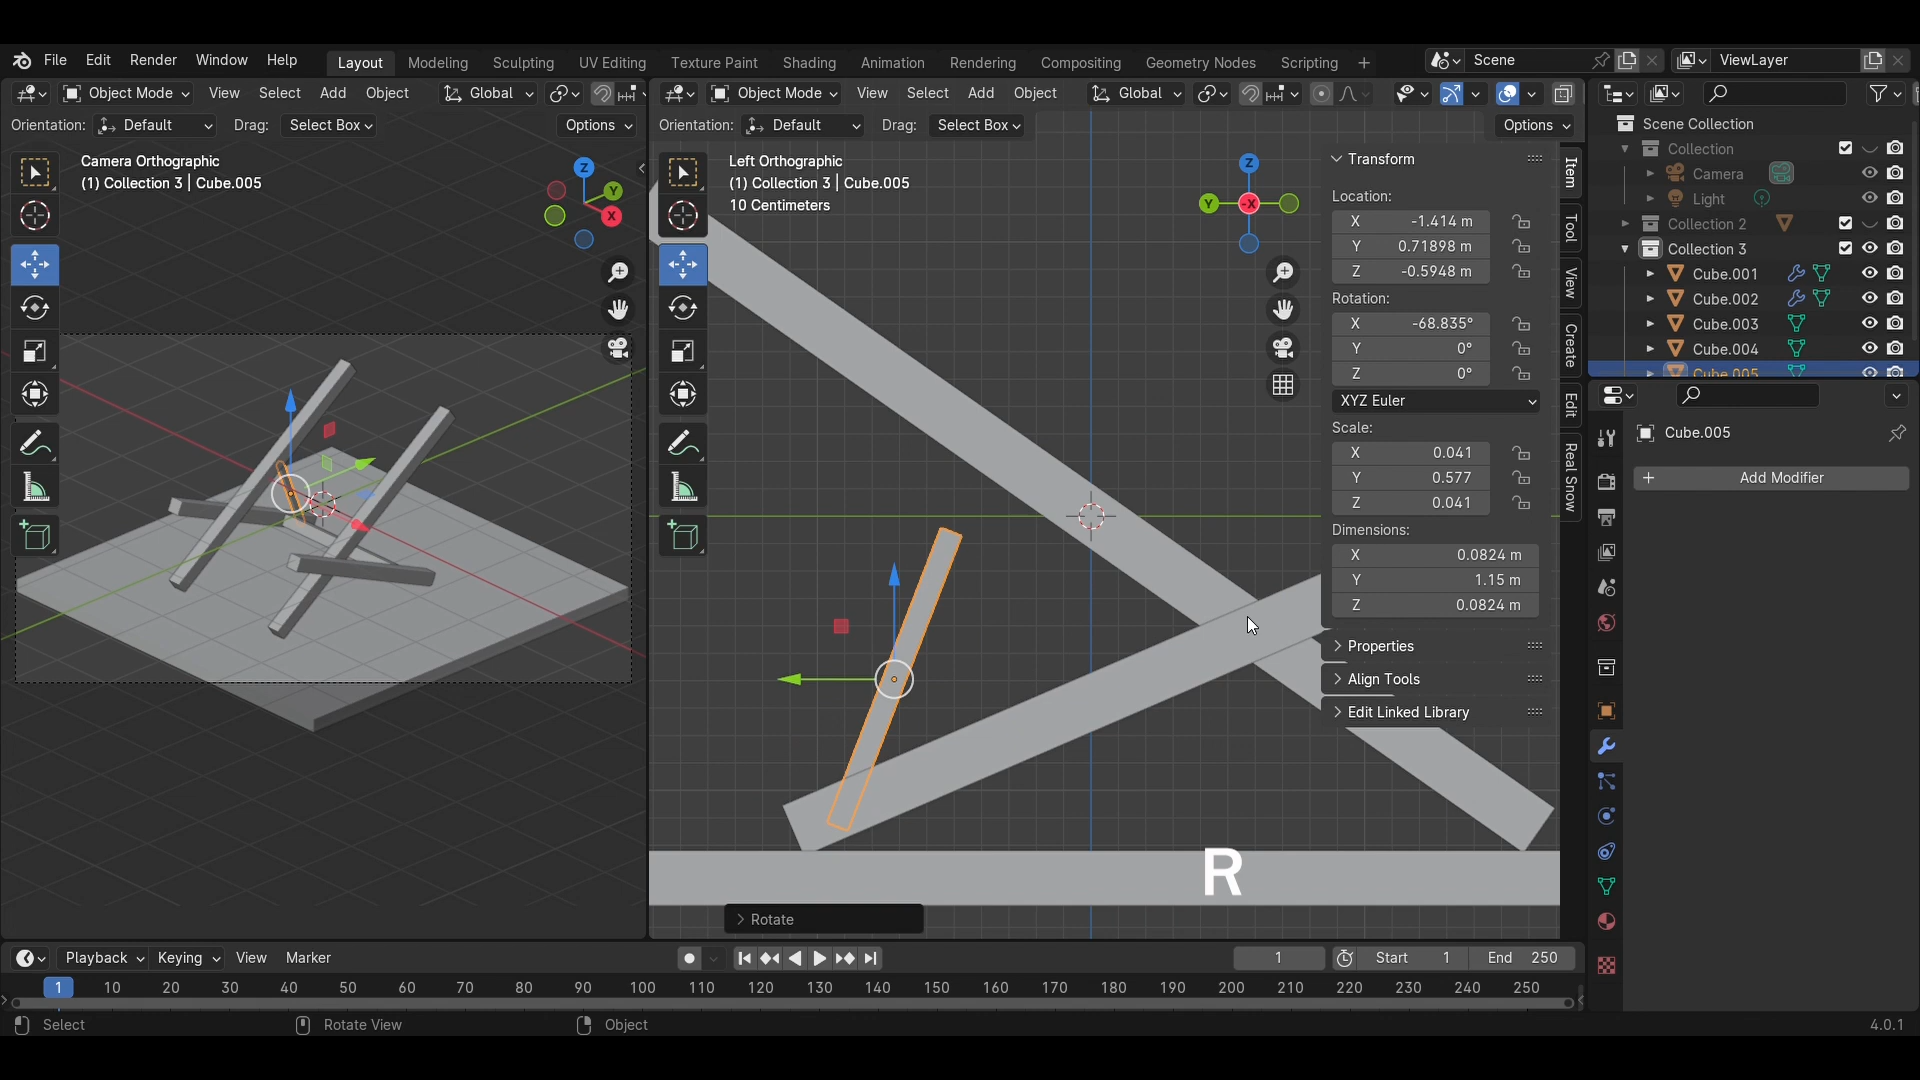 File Edit Render Window Help Layout Modeling Sculpting UV Editing Texture Paint Shading Animation Rendering Compositing Geometry Nodes Scripting + Scene ViewLayer
Object Mode View Select Add Object Global
Object Mode View Select Add Object Global
Orientation: Default Drag: Select Box Options
Orientation: Default Drag: Select Box Options
Camera Orthographic
(1) Collection 3 | Cube.005
Z
Y
X
Left Orthographic
(1) Collection 3 | Cube.005
10 Centimeters
Z
Y
-X
Transform
Location:
X -1.414 m
Y 0.71898 m
Z -0.5948 m
Rotation:
X -68.835°
Y 0°
Z 0°
XYZ Euler
Scale:
X 0.041
Y 0.577
Z 0.041
Dimensions:
X 0.0824 m
Y 1.15 m
Z 0.0824 m
Properties
Align Tools
Edit Linked Library
Item
Tool
View
Create
Edit
Real Snow
Scene Collection
Collection
Camera
Light
Collection 2
Collection 3
Cube.001
Cube.002
Cube.003
Cube.004
Cube.005
Cube.005
+ Add Modifier
R
Rotate
Playback Keying View Marker 1 Start 1 End 250
1 10 20 30 40 50 60 70 80 90 100 110 120 130 140 150 160 170 180 190 200 210 220 230 240 250
Select Rotate View Object 4.0.1